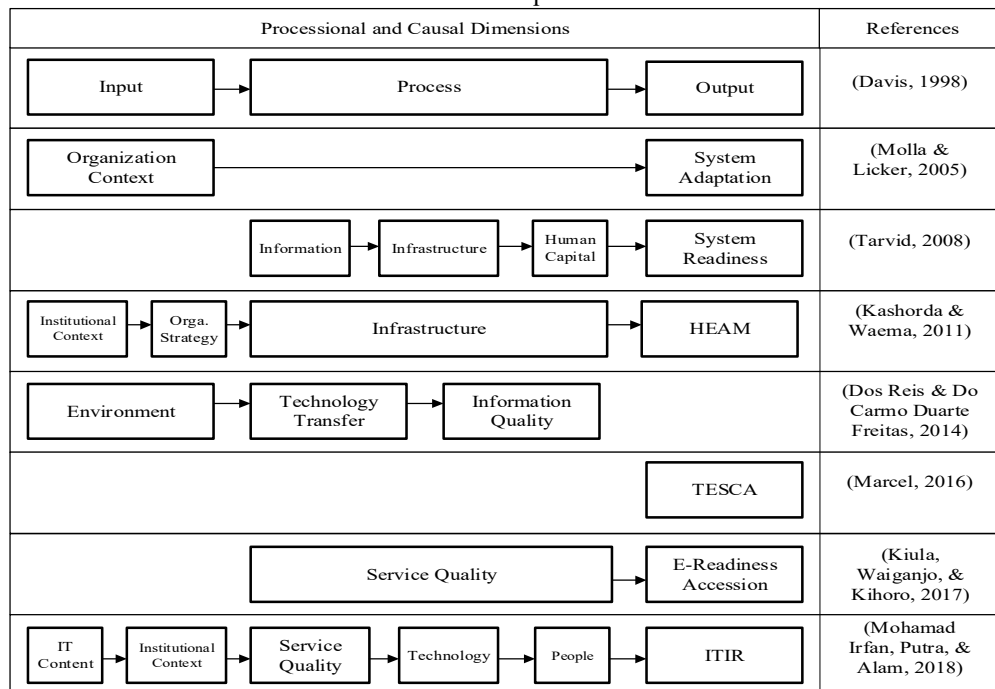 Processional and Causal Dimensions
References
Input
Process
Output
(Davis, 1998)
Organization
Context
System
Adaptation
(Molla &
Licker, 2005)
Information
Infrastructure
Human
Capital
System
Readiness
(Tarvid, 2008)
Institutional
Context
Orga.
Strategy
Infrastructure
HEAM
(Kashorda &
Waema, 2011)
Environment
Technology
Transfer
Information
Quality
(Dos Reis & Do
Carmo Duarte
Freitas, 2014)
TESCA
(Marcel, 2016)
Service Quality
E-Readiness
Accession
(Kiula,
Waiganjo, &
Kihoro, 2017)
IT
Content
Institutional
Context
Service
Quality
Technology
People
ITIR
(Mohamad
Irfan, Putra, &
Alam, 2018)